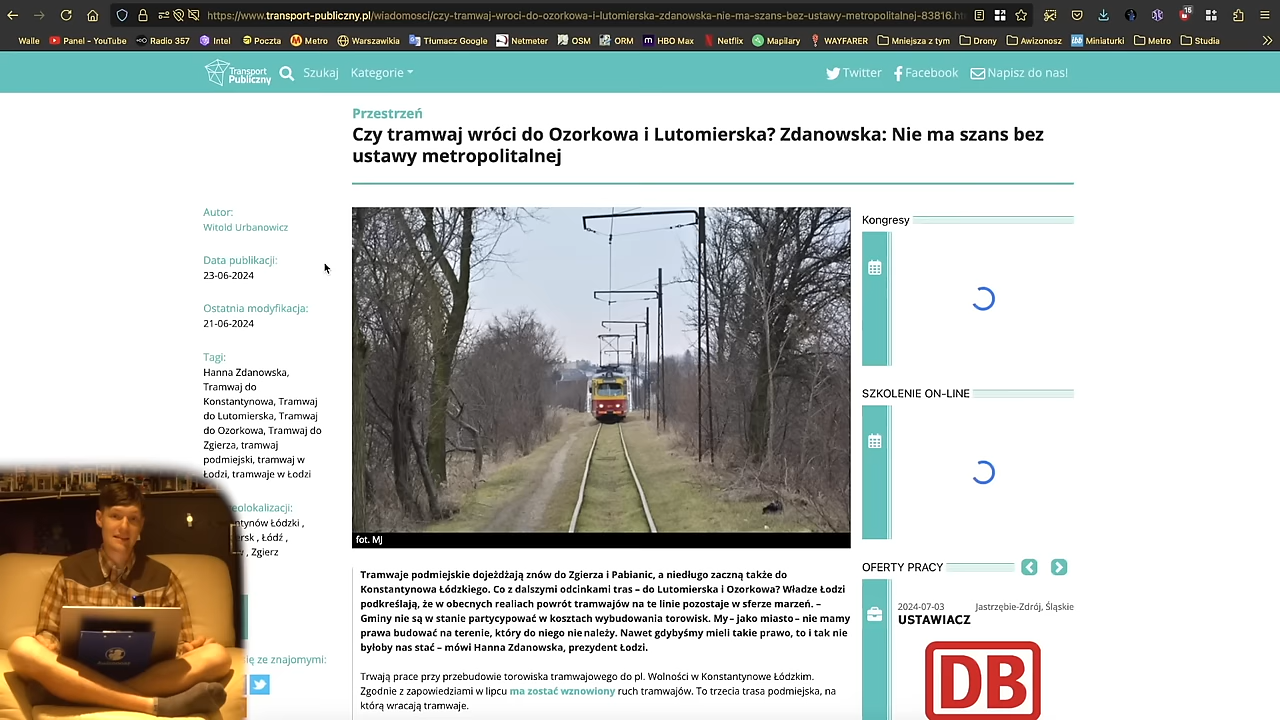 https://www.transport-publiczny.pl/wiadomosci/czy-tramwaj-wroci-do-ozorkowa-i-lutomierska-zdanowska-nie-ma-szans-bez-ustawy-metropolitalnej-83816.ht
15
Walle
Panel - YouTube
Radio 357
Intel
Poczta
Metro
Warszawikia
Tłumacz Google
Netmeter
OSM
ORM
HBO Max
Netflix
Mapilary
WAYFARER
Mniejsza z tym
Drony
Awizonosz
Miniaturki
Metro
Studia
Transport
Publiczny
Szukaj
Kategorie
Twitter
Facebook
Napisz do nas!
Przestrzeń
Czy tramwaj wróci do Ozorkowa i Lutomierska? Zdanowska: Nie ma szans bez
ustawy metropolitalnej
Autor:
Witold Urbanowicz
Data publikacji:
23-06-2024
Ostatnia modyfikacja:
21-06-2024
Tagi:
Hanna Zdanowska,
Tramwaj do
Konstantynowa, Tramwaj
do Lutomierska, Tramwaj
do Ozorkowa, Tramwaj do
Zgierza, tramwaj
podmiejski, tramwaj w
Łodzi, tramwaje w Łodzi
eolokalizacji:
ntynów Łódzki ,
rsk , Łódź ,
, Zgierz
ię ze znajomymi:
fot. MJ
Tramwaje podmiejskie dojeżdżają znów do Zgierza i Pabianic, a niedługo zaczną także do
Konstantynowa Łódzkiego. Co z dalszymi odcinkami tras – do Lutomierska i Ozorkowa? Władze Łodzi
podkreślają, że w obecnych realiach powrót tramwajów na te linie pozostaje w sferze marzeń. –
Gminy nie są w stanie partycypować w kosztach wybudowania torowisk. My – jako miasto – nie mamy
prawa budować na terenie, który do niego nie należy. Nawet gdybyśmy mieli takie prawo, to i tak nie
byłoby nas stać – mówi Hanna Zdanowska, prezydent Łodzi.
Trwają prace przy przebudowie torowiska tramwajowego do pl. Wolności w Konstantynowe Łódzkim.
Zgodnie z zapowiedziami w lipcu ma zostać wznowiony ruch tramwajów. To trzecia trasa podmiejska, na
którą wracają tramwaje.
Kongresy
SZKOLENIE ON-LINE
OFERTY PRACY
2024-07-03
Jastrzębie-Zdrój, Śląskie
USTAWIACZ
DB